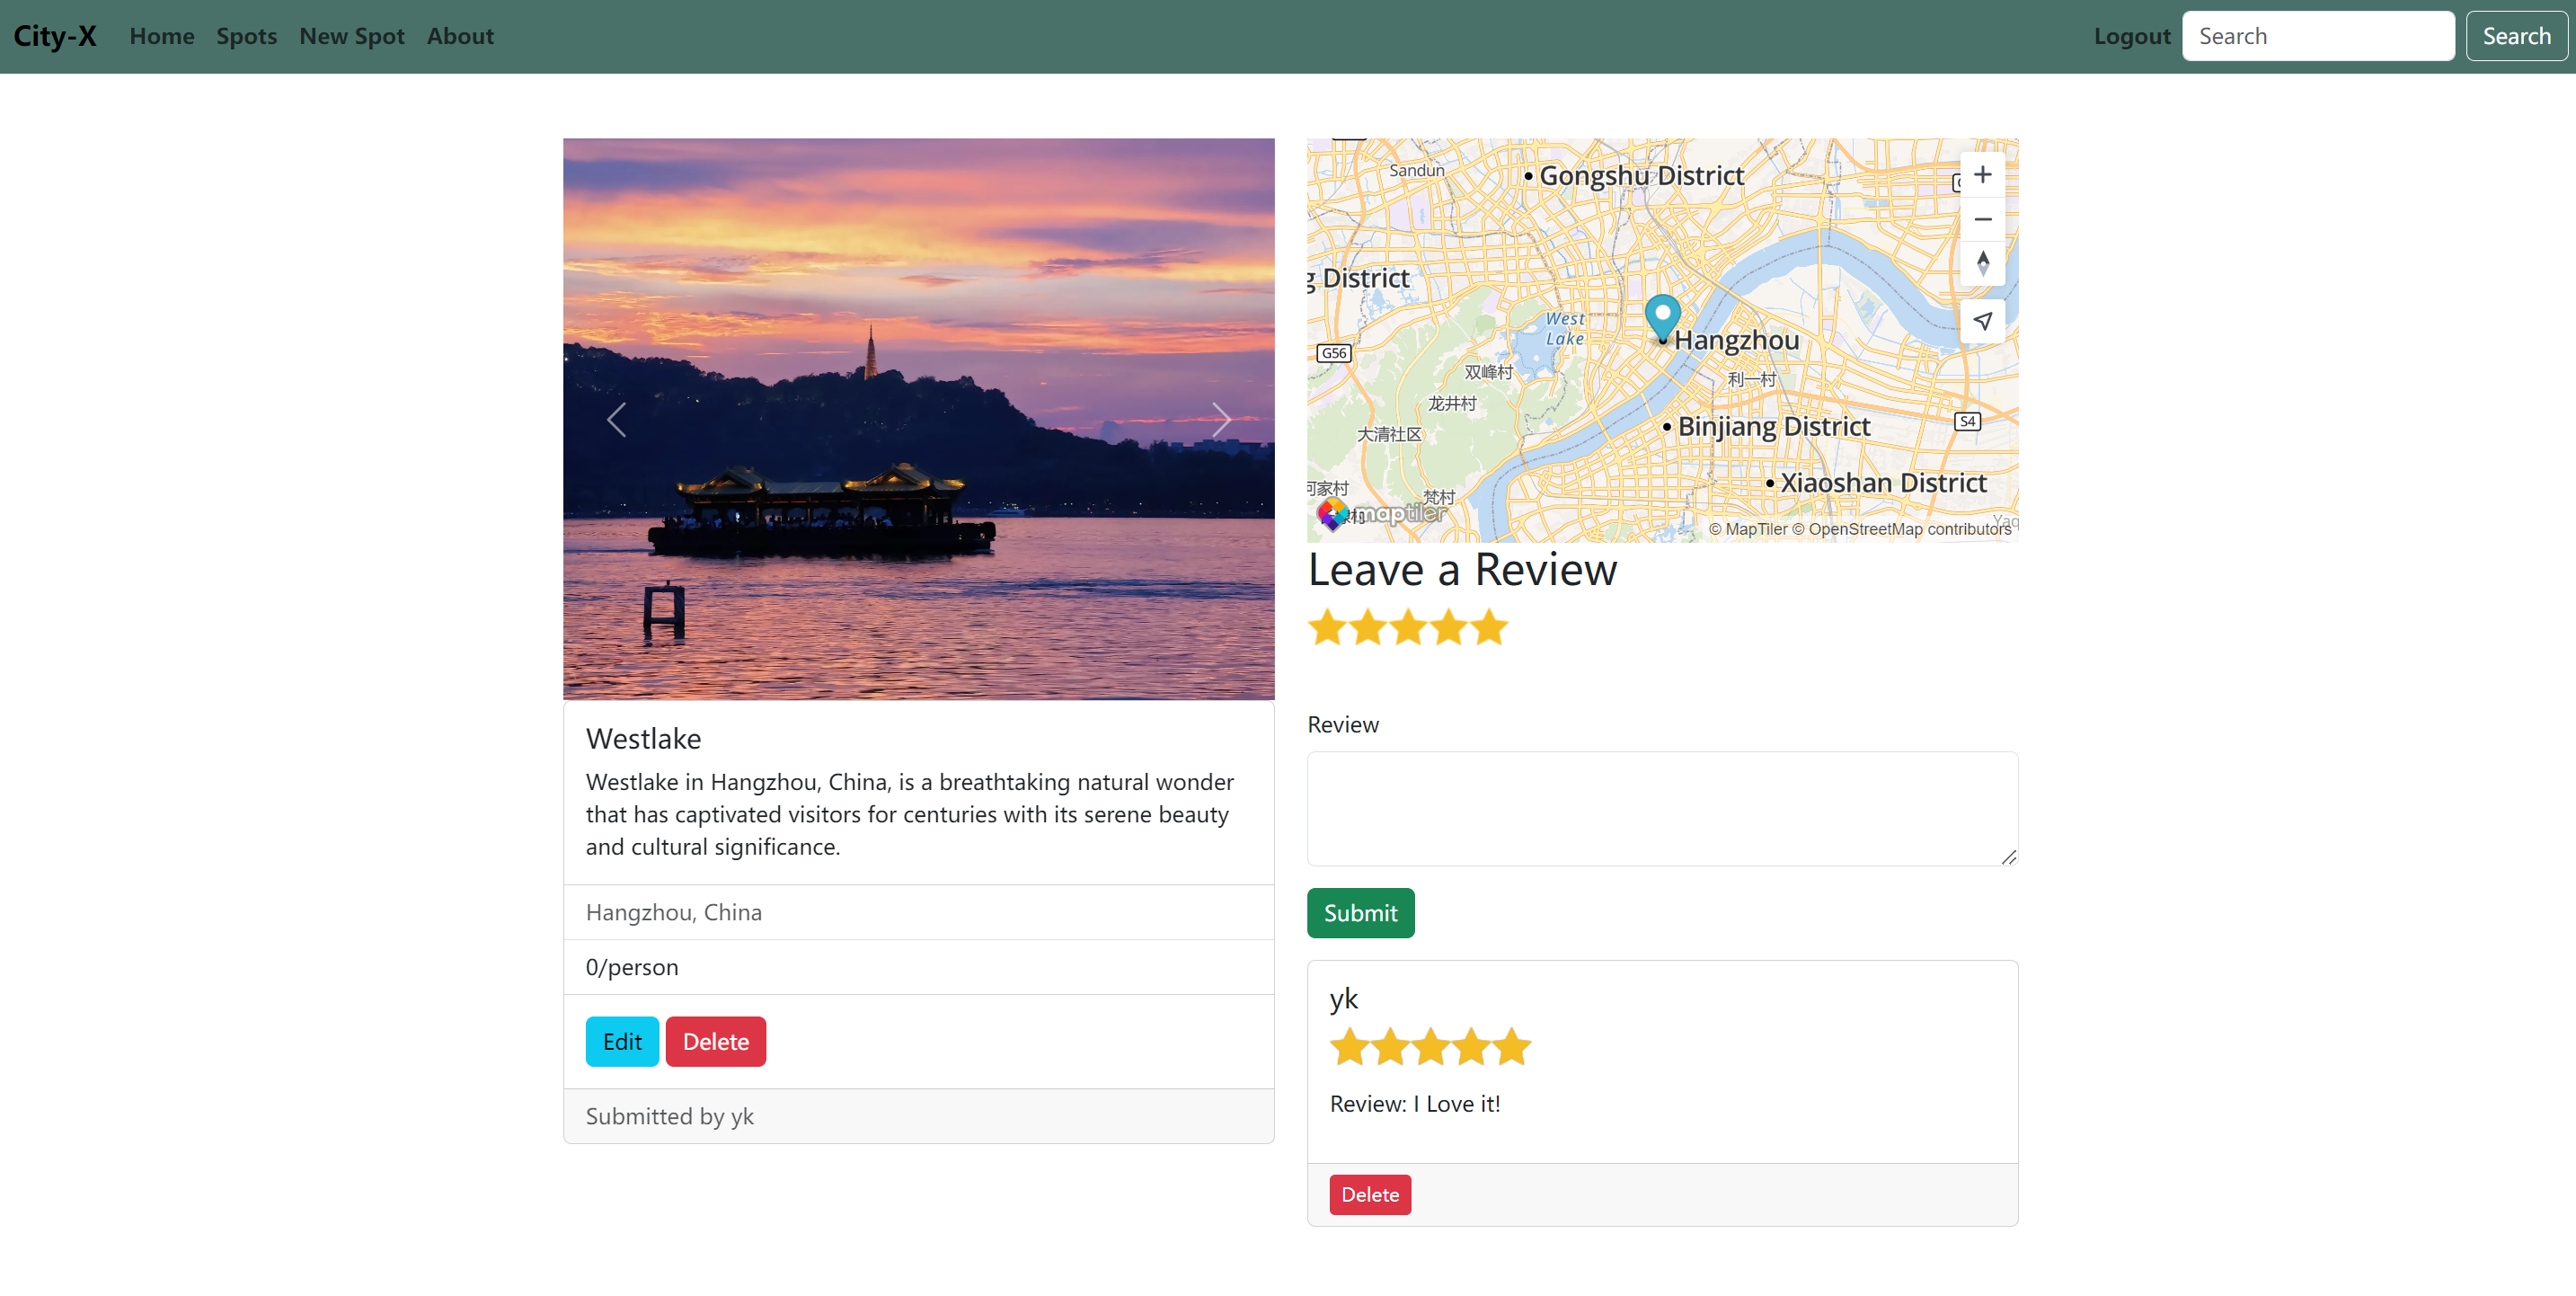 City-X Home Spots New Spot About Logout Search Search
Sandun
Gongshu District
g District
West
Lake
G56
Hangzhou
双峰村
利一村
龙井村
大清社区
Binjiang District
S4
Xiaoshan District
梵村
maptiler
© MapTiler © OpenStreetMap contributors
Westlake
Westlake in Hangzhou, China, is a breathtaking natural wonder
that has captivated visitors for centuries with its serene beauty
and cultural significance.
Hangzhou, China
0/person
Edit Delete
Submitted by yk
Leave a Review
Review
Submit
yk
Review: I Love it!
Delete